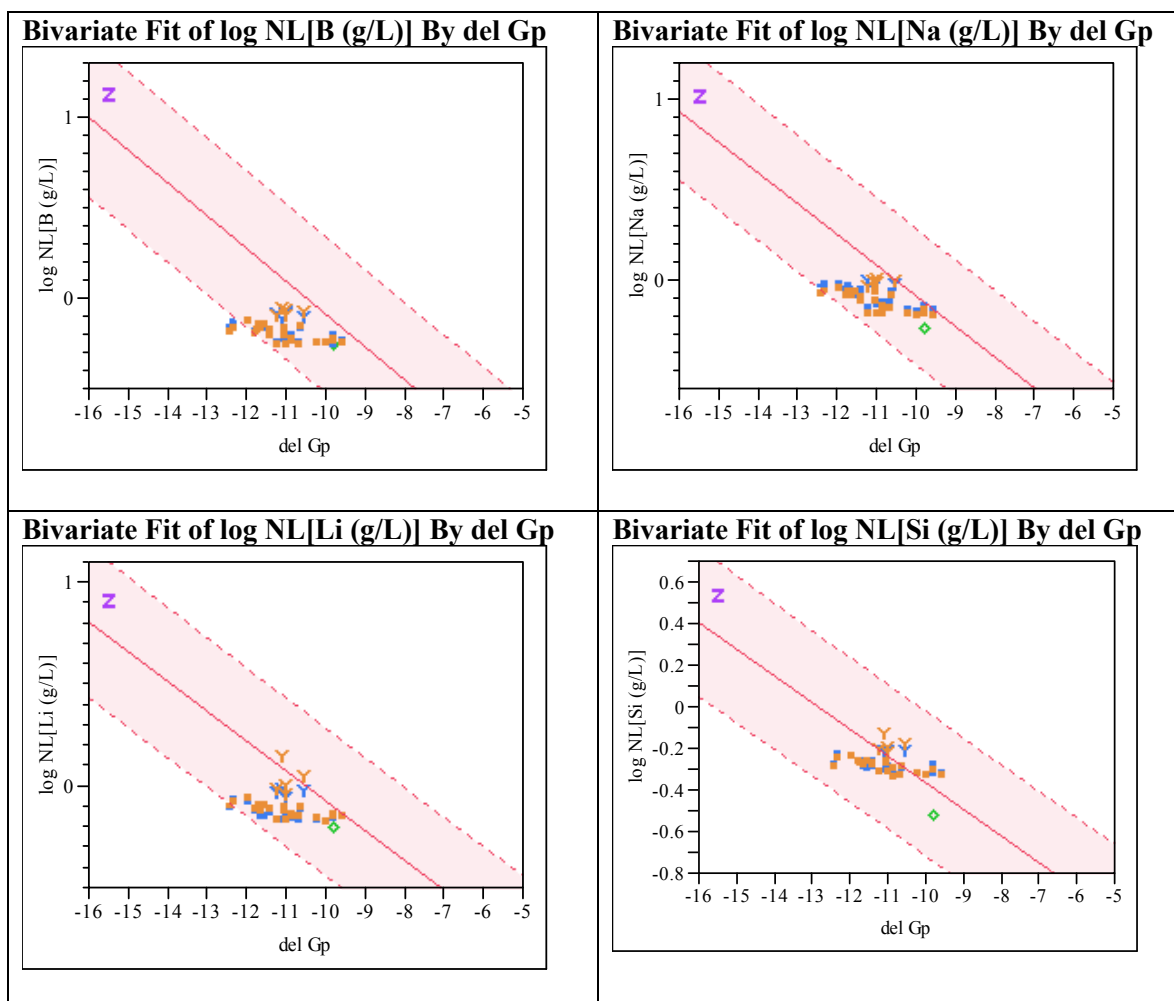 Bivariate Fit of log NL[B (g/L)] By del Gp
1
0
log NL[B (g/L)]
-16 -15 -14 -13 -12 -11 -10 -9 -8 -7 -6 -5
del Gp
Z
Bivariate Fit of log NL[Na (g/L)] By del Gp
1
0
log NL[Na (g/L)]
-16 -15 -14 -13 -12 -11 -10 -9 -8 -7 -6 -5
del Gp
Z
Bivariate Fit of log NL[Li (g/L)] By del Gp
1
0
log NL[Li (g/L)]
-16 -15 -14 -13 -12 -11 -10 -9 -8 -7 -6 -5
del Gp
Z
Bivariate Fit of log NL[Si (g/L)] By del Gp
0.6
0.4
0.2
0
-0.2
-0.4
-0.6
-0.8
log NL[Si (g/L)]
-16 -15 -14 -13 -12 -11 -10 -9 -8 -7 -6 -5
del Gp
Z